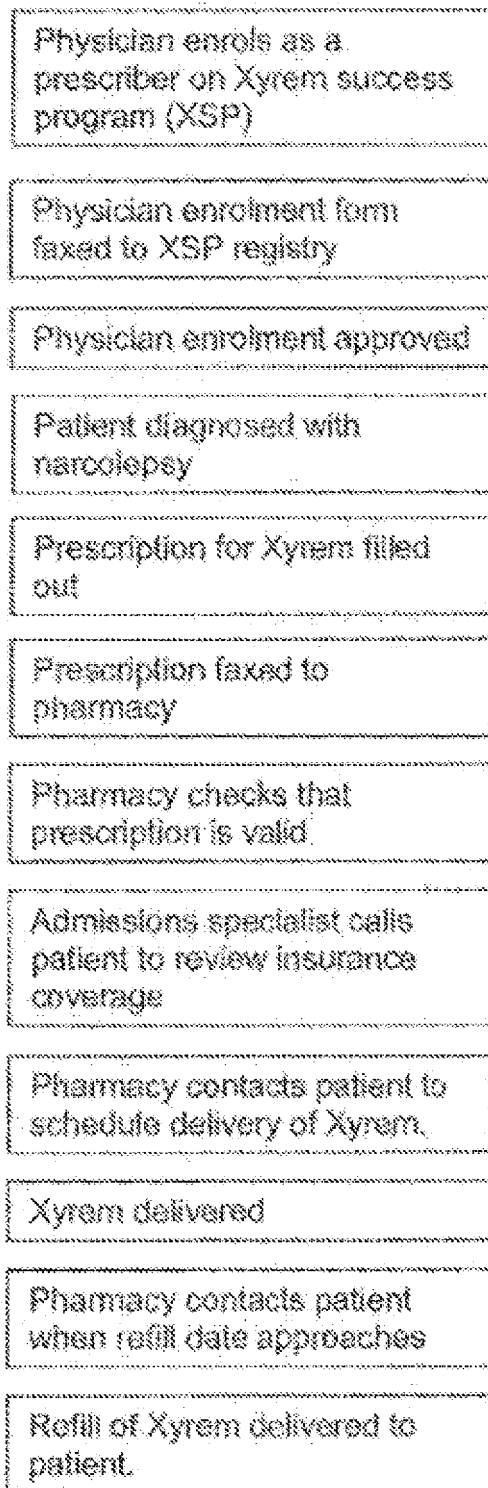 Physician enrols as a
prescriber on Xyrem success
program (XSP)
Physician enrolment form
faxed to XSP registry
Physician enrolment approved
Patient diagnosed with
narcolepsy
Prescription for Xyrem filled
out
Prescription faxed to
pharmacy
Pharmacy checks that
prescription is valid.
Admissions specialist calls
patient to review insurance
coverage
Pharmacy contacts patient to
schedule delivery of Xyrem.
Xyrem delivered
Pharmacy contacts patient
when refill date approaches
Refill of Xyrem delivered to
patient.